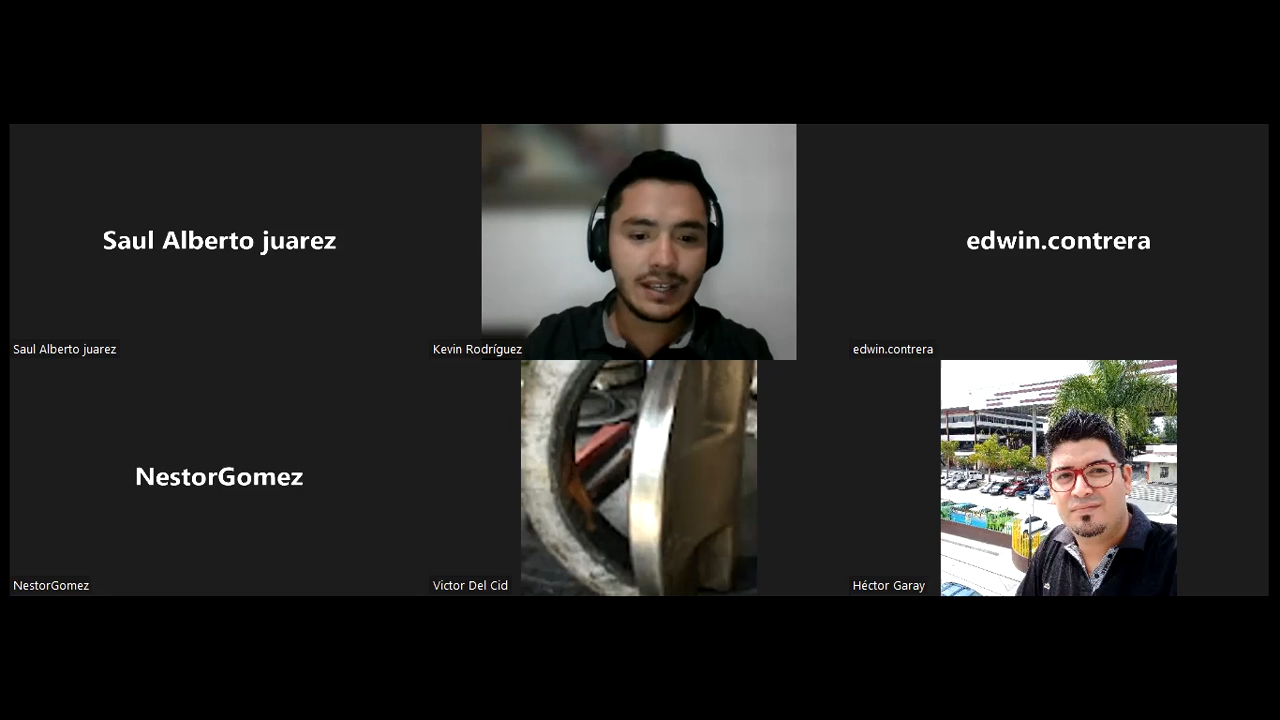 Saul Alberto juarez
edwin.contrera
Saul Alberto juarez
Kevin Rodríguez
edwin.contrera
NestorGomez
NestorGomez
Victor Del Cid
Héctor Garay